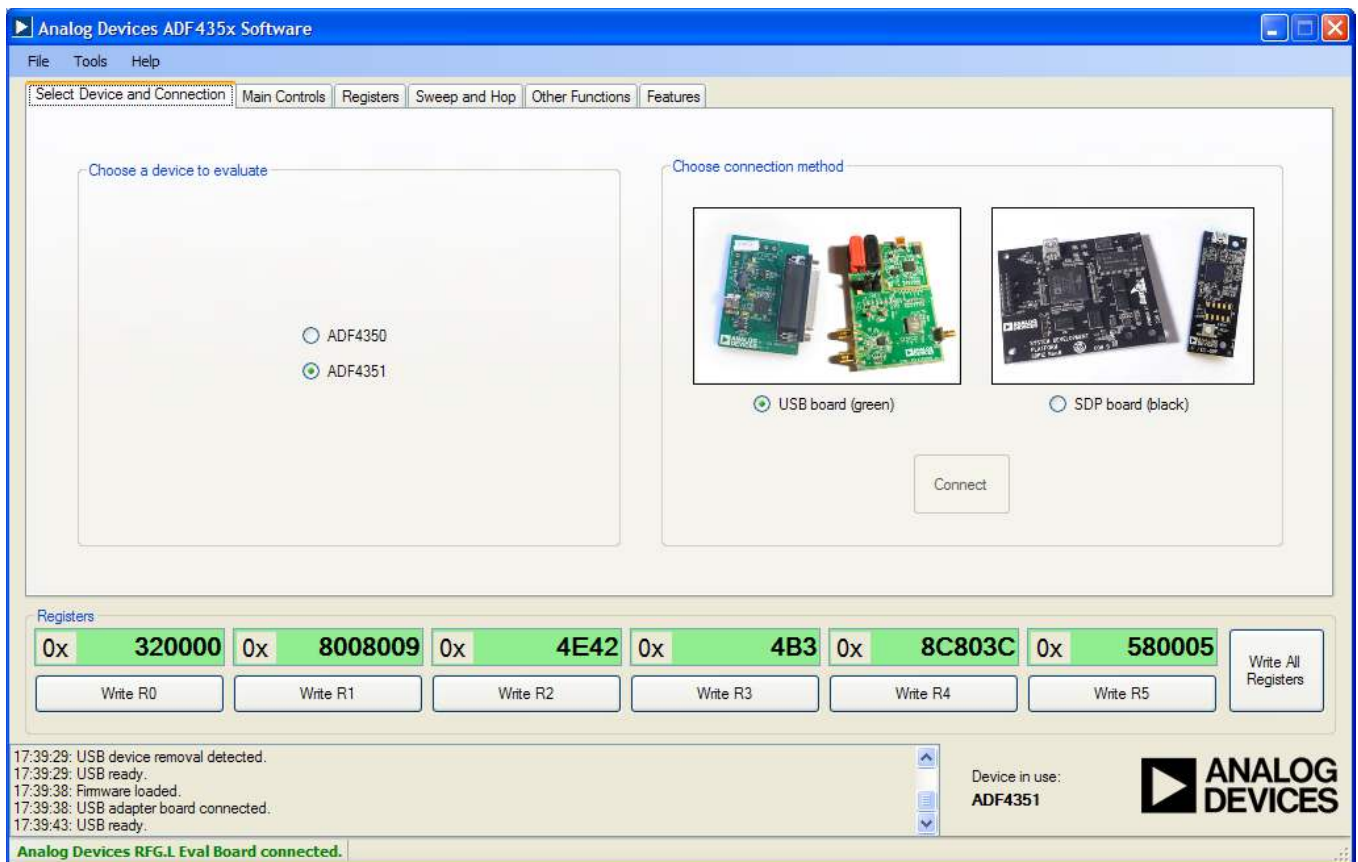 Analog Devices ADF435x Software
File Tools Help
Select Device and Connection Main Controls Registers Sweep and Hop Other Functions Features
Choose a device to evaluate
Choose connection method
ADF4350
ADF4351
ANALOG DEVICES
SYSTEM DEVELOPMENT
PLATFORM
USB board (green) SDP board (black)
Connect
Registers
0x 320000 0x 8008009 0x 4E42 0x 4B3 0x 8C803C 0x 580005
Write R0 Write R1 Write R2 Write R3 Write R4 Write R5 Write All Registers
17:39:29: USB device removal detected.
17:39:29: USB ready.
17:39:38: Firmware loaded.
17:39:38: USB adapter board connected.
17:39:43: USB ready.
Device in use:
ADF4351
ANALOG
DEVICES
Analog Devices RFG.L Eval Board connected.